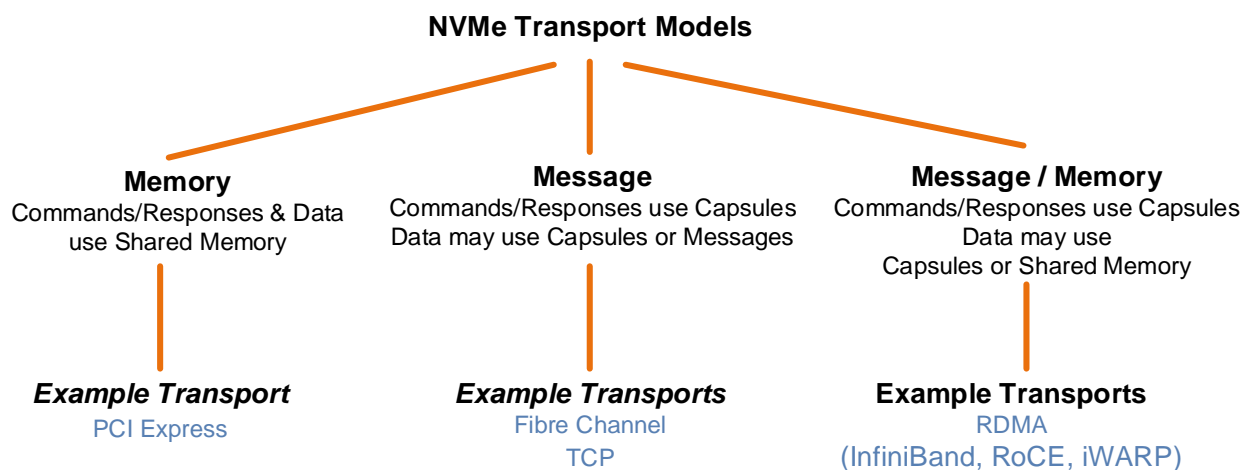 NVMe Transport Models
Memory
Commands/Responses & Data
use Shared Memory
Message
Commands/Responses use Capsules
Data may use Capsules or Messages
Message / Memory
Commands/Responses use Capsules
Data may use
Capsules or Shared Memory
Example Transport
PCI Express
Example Transports
Fibre Channel
TCP
Example Transports
RDMA
(InfiniBand, RoCE, iWARP)